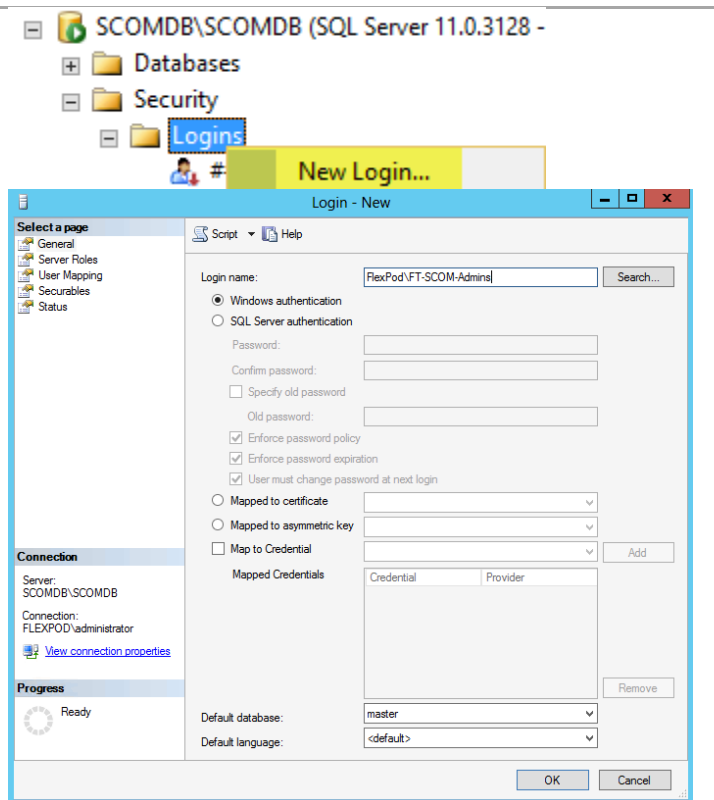 SCOMDB\SCOMDB (SQL Server 11.0.3128 -
Databases
Security
Logins
#
New Login...
Login - New
Select a page
General
Server Roles
User Mapping
Securables
Status
Script
Help
Login name:
FlexPod\FT-SCOM-Admins
Search...
Windows authentication
SQL Server authentication
Password:
Confirm password:
Specify old password
Old password:
Enforce password policy
Enforce password expiration
User must change password at next login
Mapped to certificate
Mapped to asymmetric key
Map to Credential
Add
Mapped Credentials
Credential Provider
Remove
Default database:
master
Default language:
<default>
Connection
Server:
SCOMDB\SCOMDB
Connection:
FLEXPOD\administrator
View connection properties
Progress
Ready
OK
Cancel